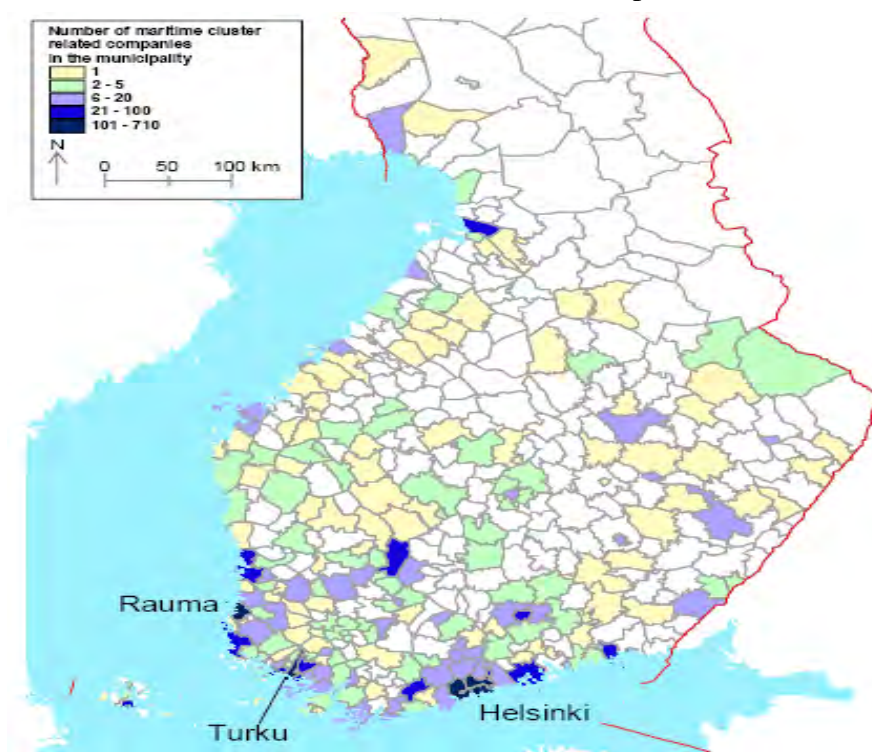 Number of maritime cluster
related companies
in the municipality
1
2 - 5
6 - 20
21 - 100
101 - 710
N
0 50 100 km
Rauma
Turku
Helsinki